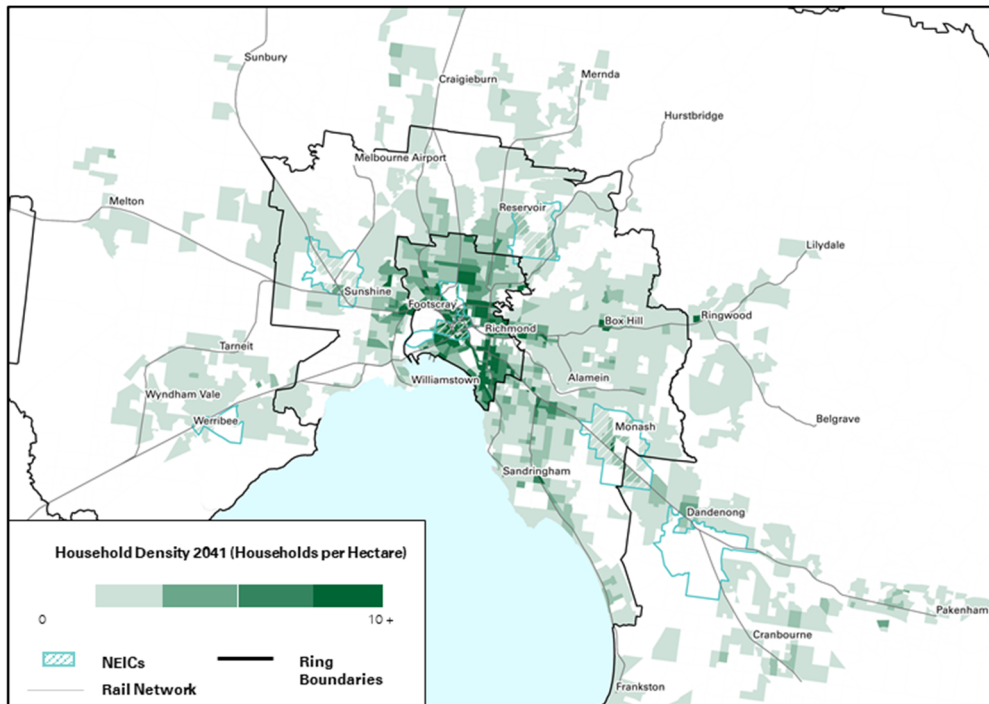 Sunbury
Craigieburn
Mernda
Hurstbridge
Melbourne Airport
Melton
Reservoir
Lilydale
Sunshine
Footscray
Richmond
Box Hill
Ringwood
Tarneit
Williamstown
Alamein
Wyndham Vale
Werribee
Belgrave
Monash
Sandringham
Dandenong
Pakenham
Cranbourne
Frankston
Household Density 2041 (Households per Hectare)
0 10 +
NEICs
Ring
Boundaries
Rail Network